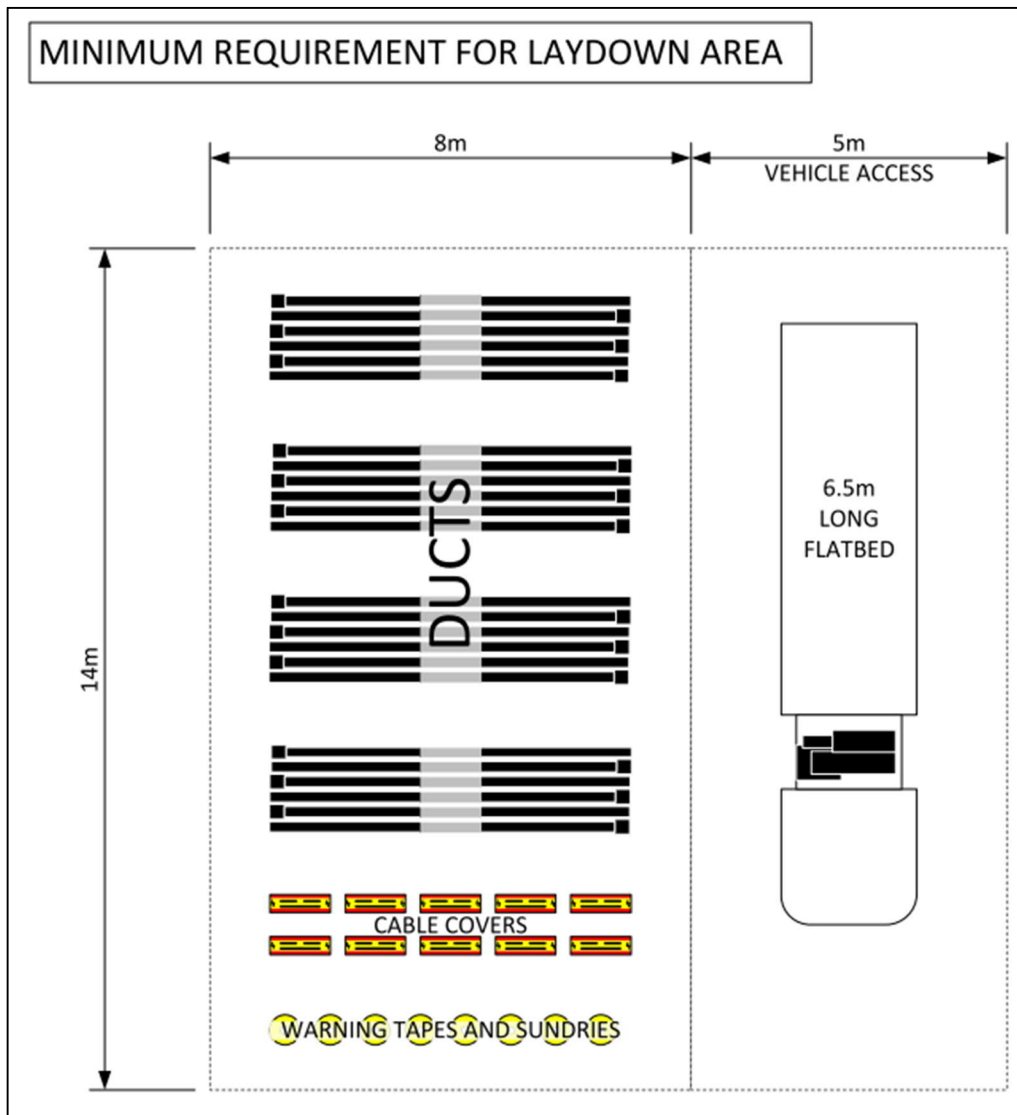 MINIMUM REQUIREMENT FOR LAYDOWN AREA
8m
5m
VEHICLE ACCESS
14m
DUCTS
6.5m
LONG
FLATBED
CABLE COVERS
WARNING TAPES AND SUNDRIES